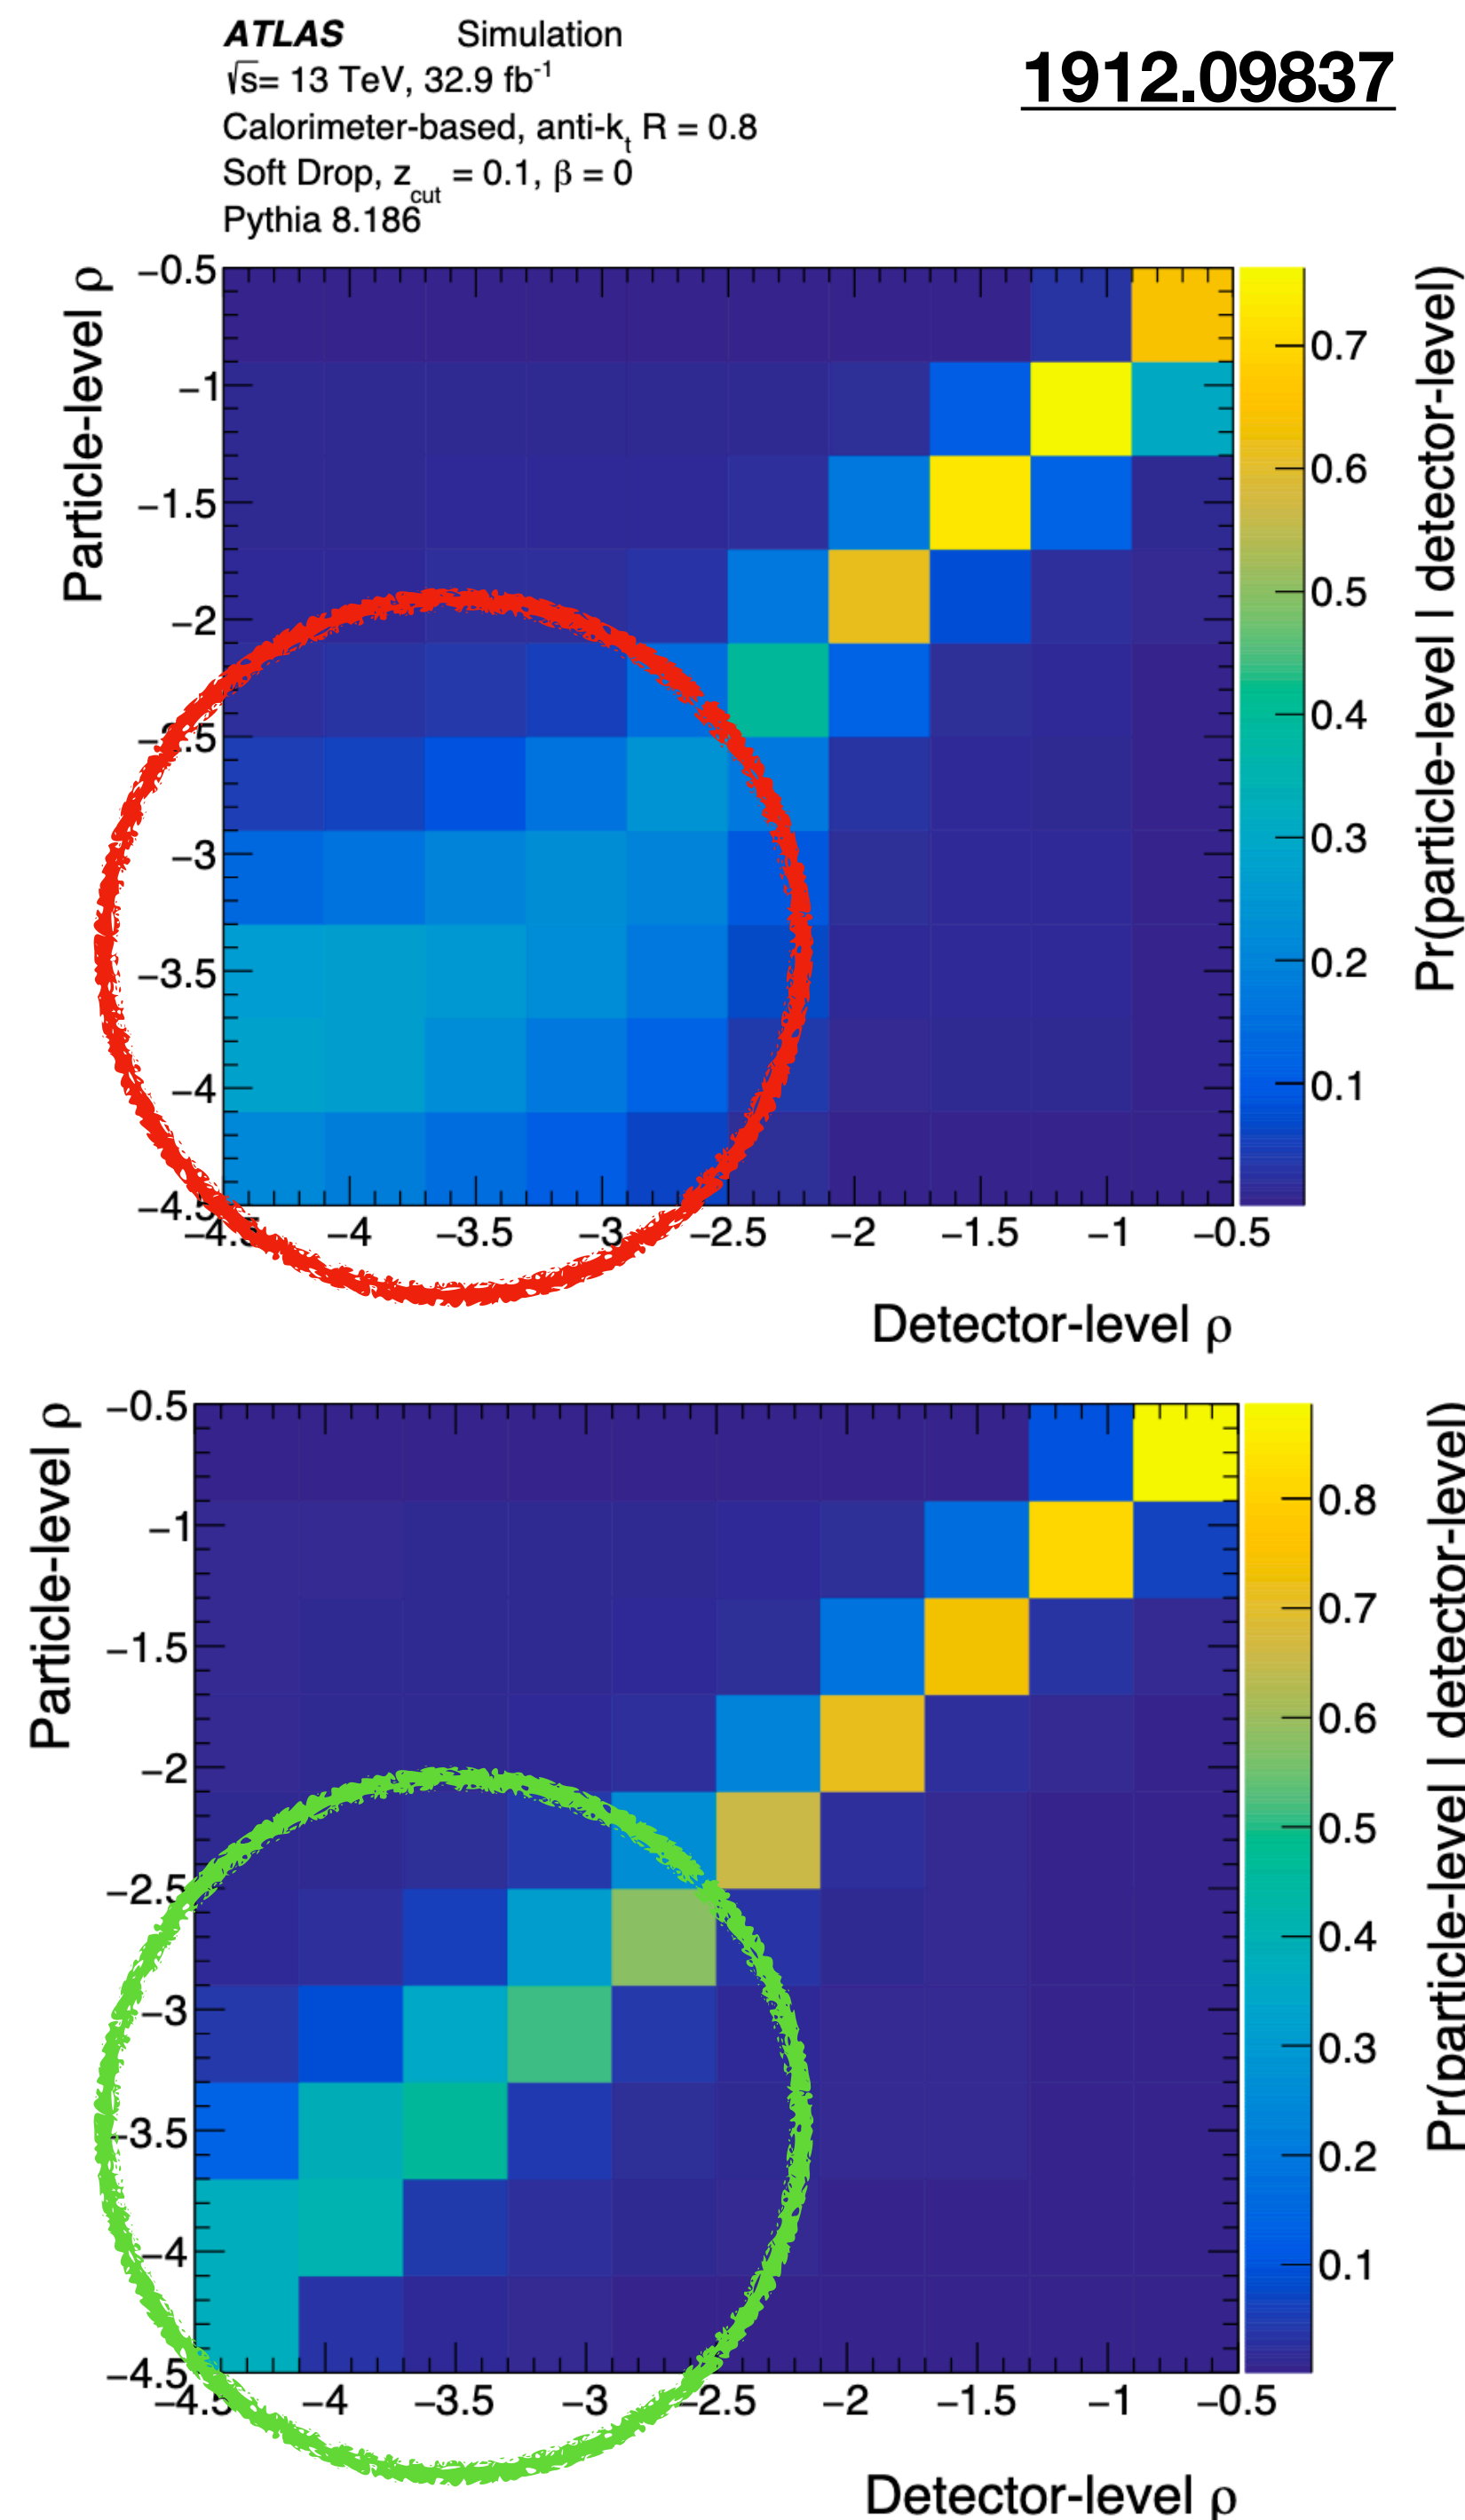 ATLAS Simulation
√s= 13 TeV, 32.9 fb-1
1912.09837
Calorimeter-based, anti-kt R = 0.8
Soft Drop, zcut = 0.1, β = 0
Pythia 8.186
Particle-level ρ
−0.5
−1
−1.5
−2
−2.5
−3
−3.5
−4
−4.5
−4.5 −4 −3.5 −3 −2.5 −2 −1.5 −1 −0.5
Detector-level ρ
0.7
0.6
0.5
0.4
0.3
0.2
0.1
Pr(particle-level | detector-level)
Particle-level ρ
−0.5
−1
−1.5
−2
−2.5
−3
−3.5
−4
−4.5
−4.5 −4 −3.5 −3 −2.5 −2 −1.5 −1 −0.5
Detector-level ρ
0.8
0.7
0.6
0.5
0.4
0.3
0.2
0.1
Pr(particle-level | detector-level)